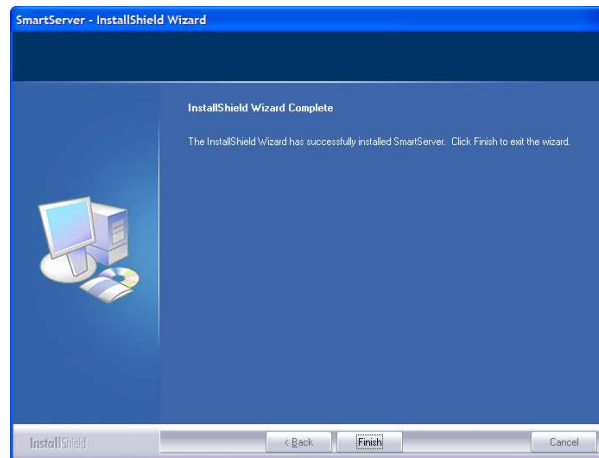 SmartServer - InstallShield Wizard
InstallShield Wizard Complete
The InstallShield Wizard has successfully installed SmartServer. Click Finish to exit the wizard.
InstallShield
< Back
Finish
Cancel